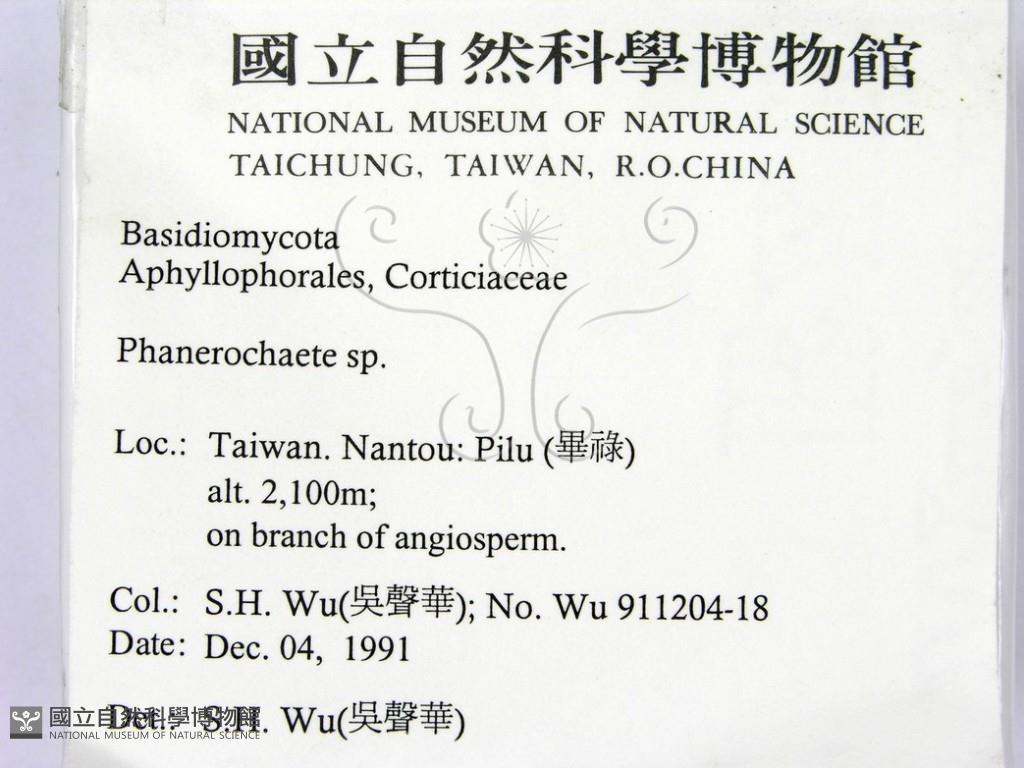 國立自然科學博物館
NATIONAL MUSEUM OF NATURAL SCIENCE
TAICHUNG, TAIWAN, R.O.CHINA
Basidiomycota
Aphyllophorales, Corticiaceae
Phanerochaete sp.
Loc.: Taiwan. Nantou: Pilu (畢祿)
alt. 2,100m;
on branch of angiosperm.
Col.: S.H. Wu(吳聲華); No. Wu 911204-18
Date: Dec. 04, 1991
Det.: S.H. Wu(吳聲華)
國立自然科學博物館
NATIONAL MUSEUM OF NATURAL SCIENCE